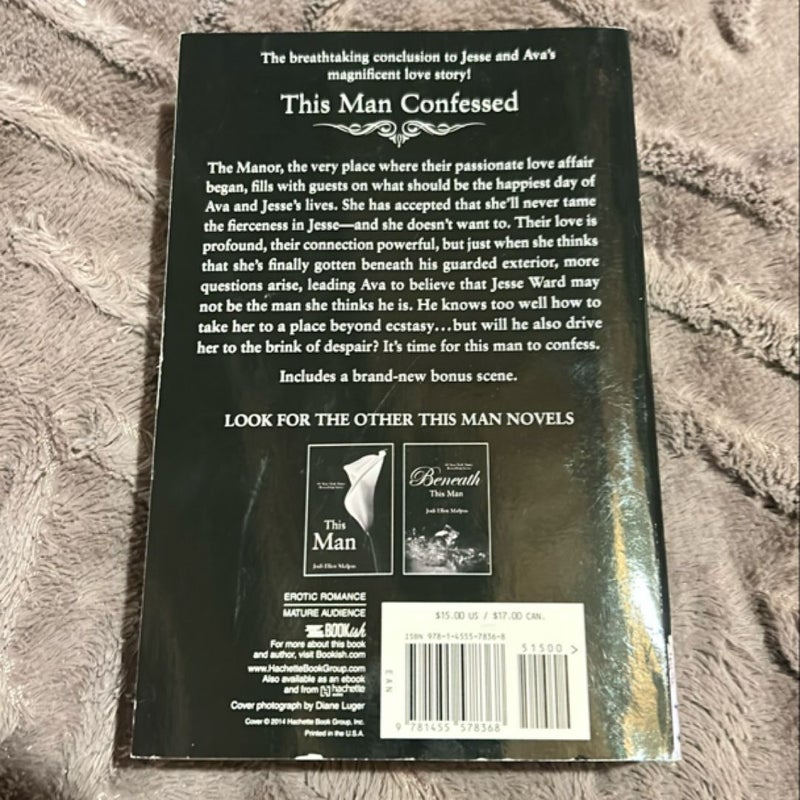 The breathtaking conclusion to Jesse and Ava's
magnificent love story!
This Man Confessed
The Manor, the very place where their passionate love affair
began, fills with guests on what should be the happiest day of
Ava and Jesse's lives. She has accepted that she'll never tame
the fierceness in Jesse—and she doesn't want to. Their love is
profound, their connection powerful, but just when she thinks
that she's finally gotten beneath his guarded exterior, more
questions arise, leading Ava to believe that Jesse Ward may
not be the man she thinks he is. He knows too well how to
take her to a place beyond ecstasy…but will he also drive
her to the brink of despair? It's time for this man to confess.
Includes a brand-new bonus scene.
LOOK FOR THE OTHER THIS MAN NOVELS
This
Man
Jodi Ellen Malpas
Beneath
This Man
Jodi Ellen Malpas
EROTIC ROMANCE
MATURE AUDIENCE
BOOKish
For more about this book
and author, visit Bookish.com.
www.HachetteBookGroup.com
Also available as an ebook
and from hachette
Cover photography by Diane Luger
Cover © 2014 Hachette Book Group, Inc.
Printed in the U.S.A.
$15.00 US / $17.00 CAN.
ISBN 978-1-4555-7836-8
51500 >
EAN
9 781455 578368